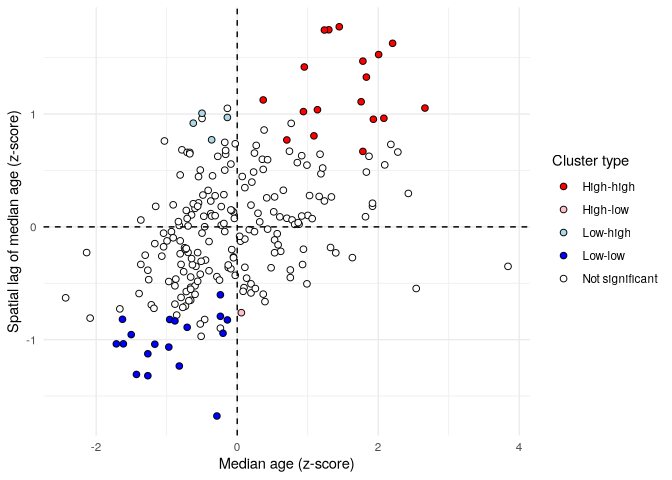 Spatial lag of median age (z-score)
1
0
-1
-2
0
2
4
Median age (z-score)
Cluster type
High-high
High-low
Low-high
Low-low
Not significant